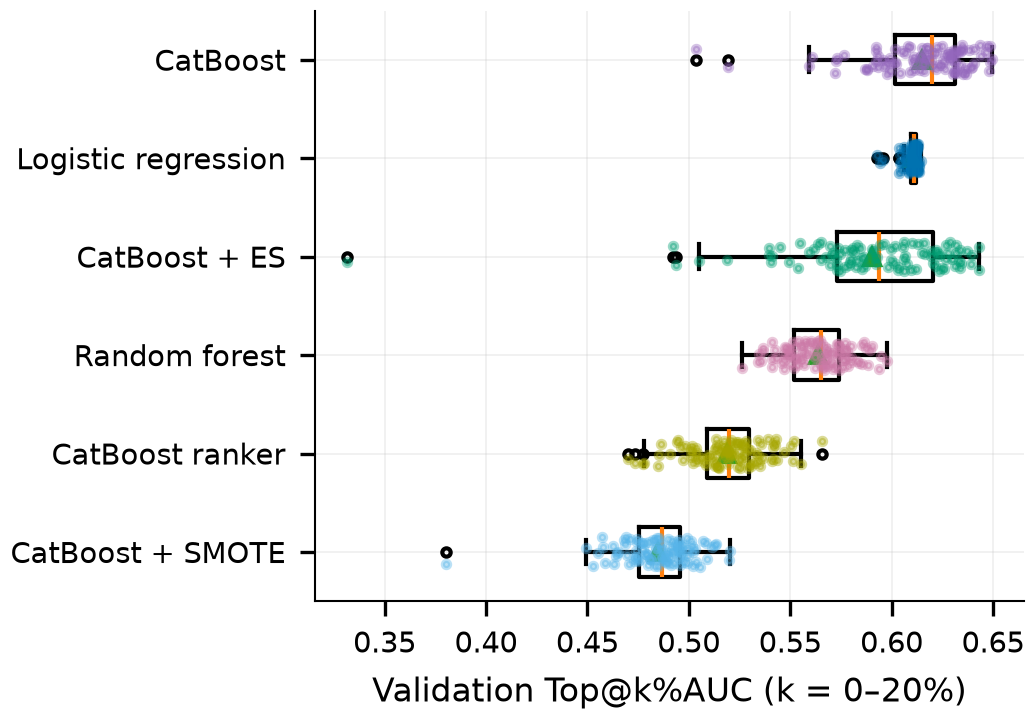 CatBoost
Logistic regression
CatBoost + ES
Random forest
CatBoost ranker
CatBoost + SMOTE
0.35 0.40 0.45 0.50 0.55 0.60 0.65
Validation Top@k%AUC (k = 0–20%)